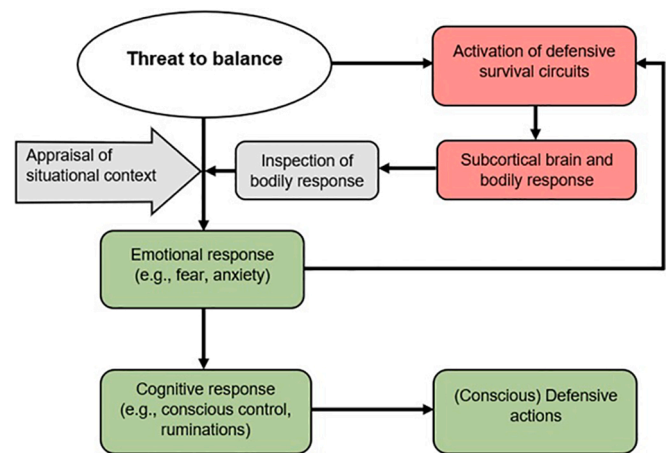 Threat to balance
Activation of defensive
survival circuits
Appraisal of
situational context
Inspection of
bodily response
Subcortical brain and
bodily response
Emotional response
(e.g., fear, anxiety)
Cognitive response
(e.g., conscious control,
ruminations)
(Conscious) Defensive
actions